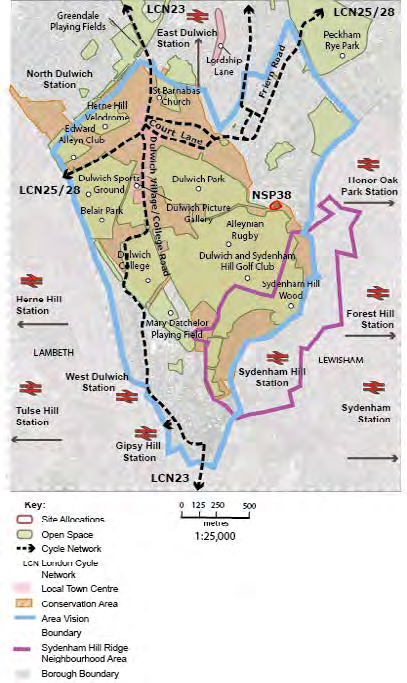 LCN23
LCN25/28
Greendale
Playing Fields
East Dulwich
Station
Peckham
Rye Park
Lordship
Lane
North Dulwich
Station
Friern Road
St Barnabas
Church
Herne Hill
Velodrome
Edward
Alleyn Club
Court Lane
Honor Oak
Park Station
LCN25/28
Dulwich Sports
Ground
Dulwich Park
NSP38
Belair Park
Dulwich Picture
Gallery
Dulwich Village/College Road
Alleynian
Rugby
Dulwich
College
Dulwich and Sydenham
Hill Golf Club
Sydenham Hill
Wood
Herne Hill
Station
Mary Datchelor
Playing Field
Forest Hill
Station
LAMBETH
LEWISHAM
West Dulwich
Station
Sydenham Hill
Station
Tulse Hill
Station
Sydenham
Station
Gipsy Hill
Station
LCN23
Key:
Site Allocations
Open Space
Cycle Network
LCN London Cycle
Network
Local Town Centre
Conservation Area
Area Vision
Boundary
Sydenham Hill Ridge
Neighbourhood Area
Borough Boundary
0 125 250 500
metres
1:25,000